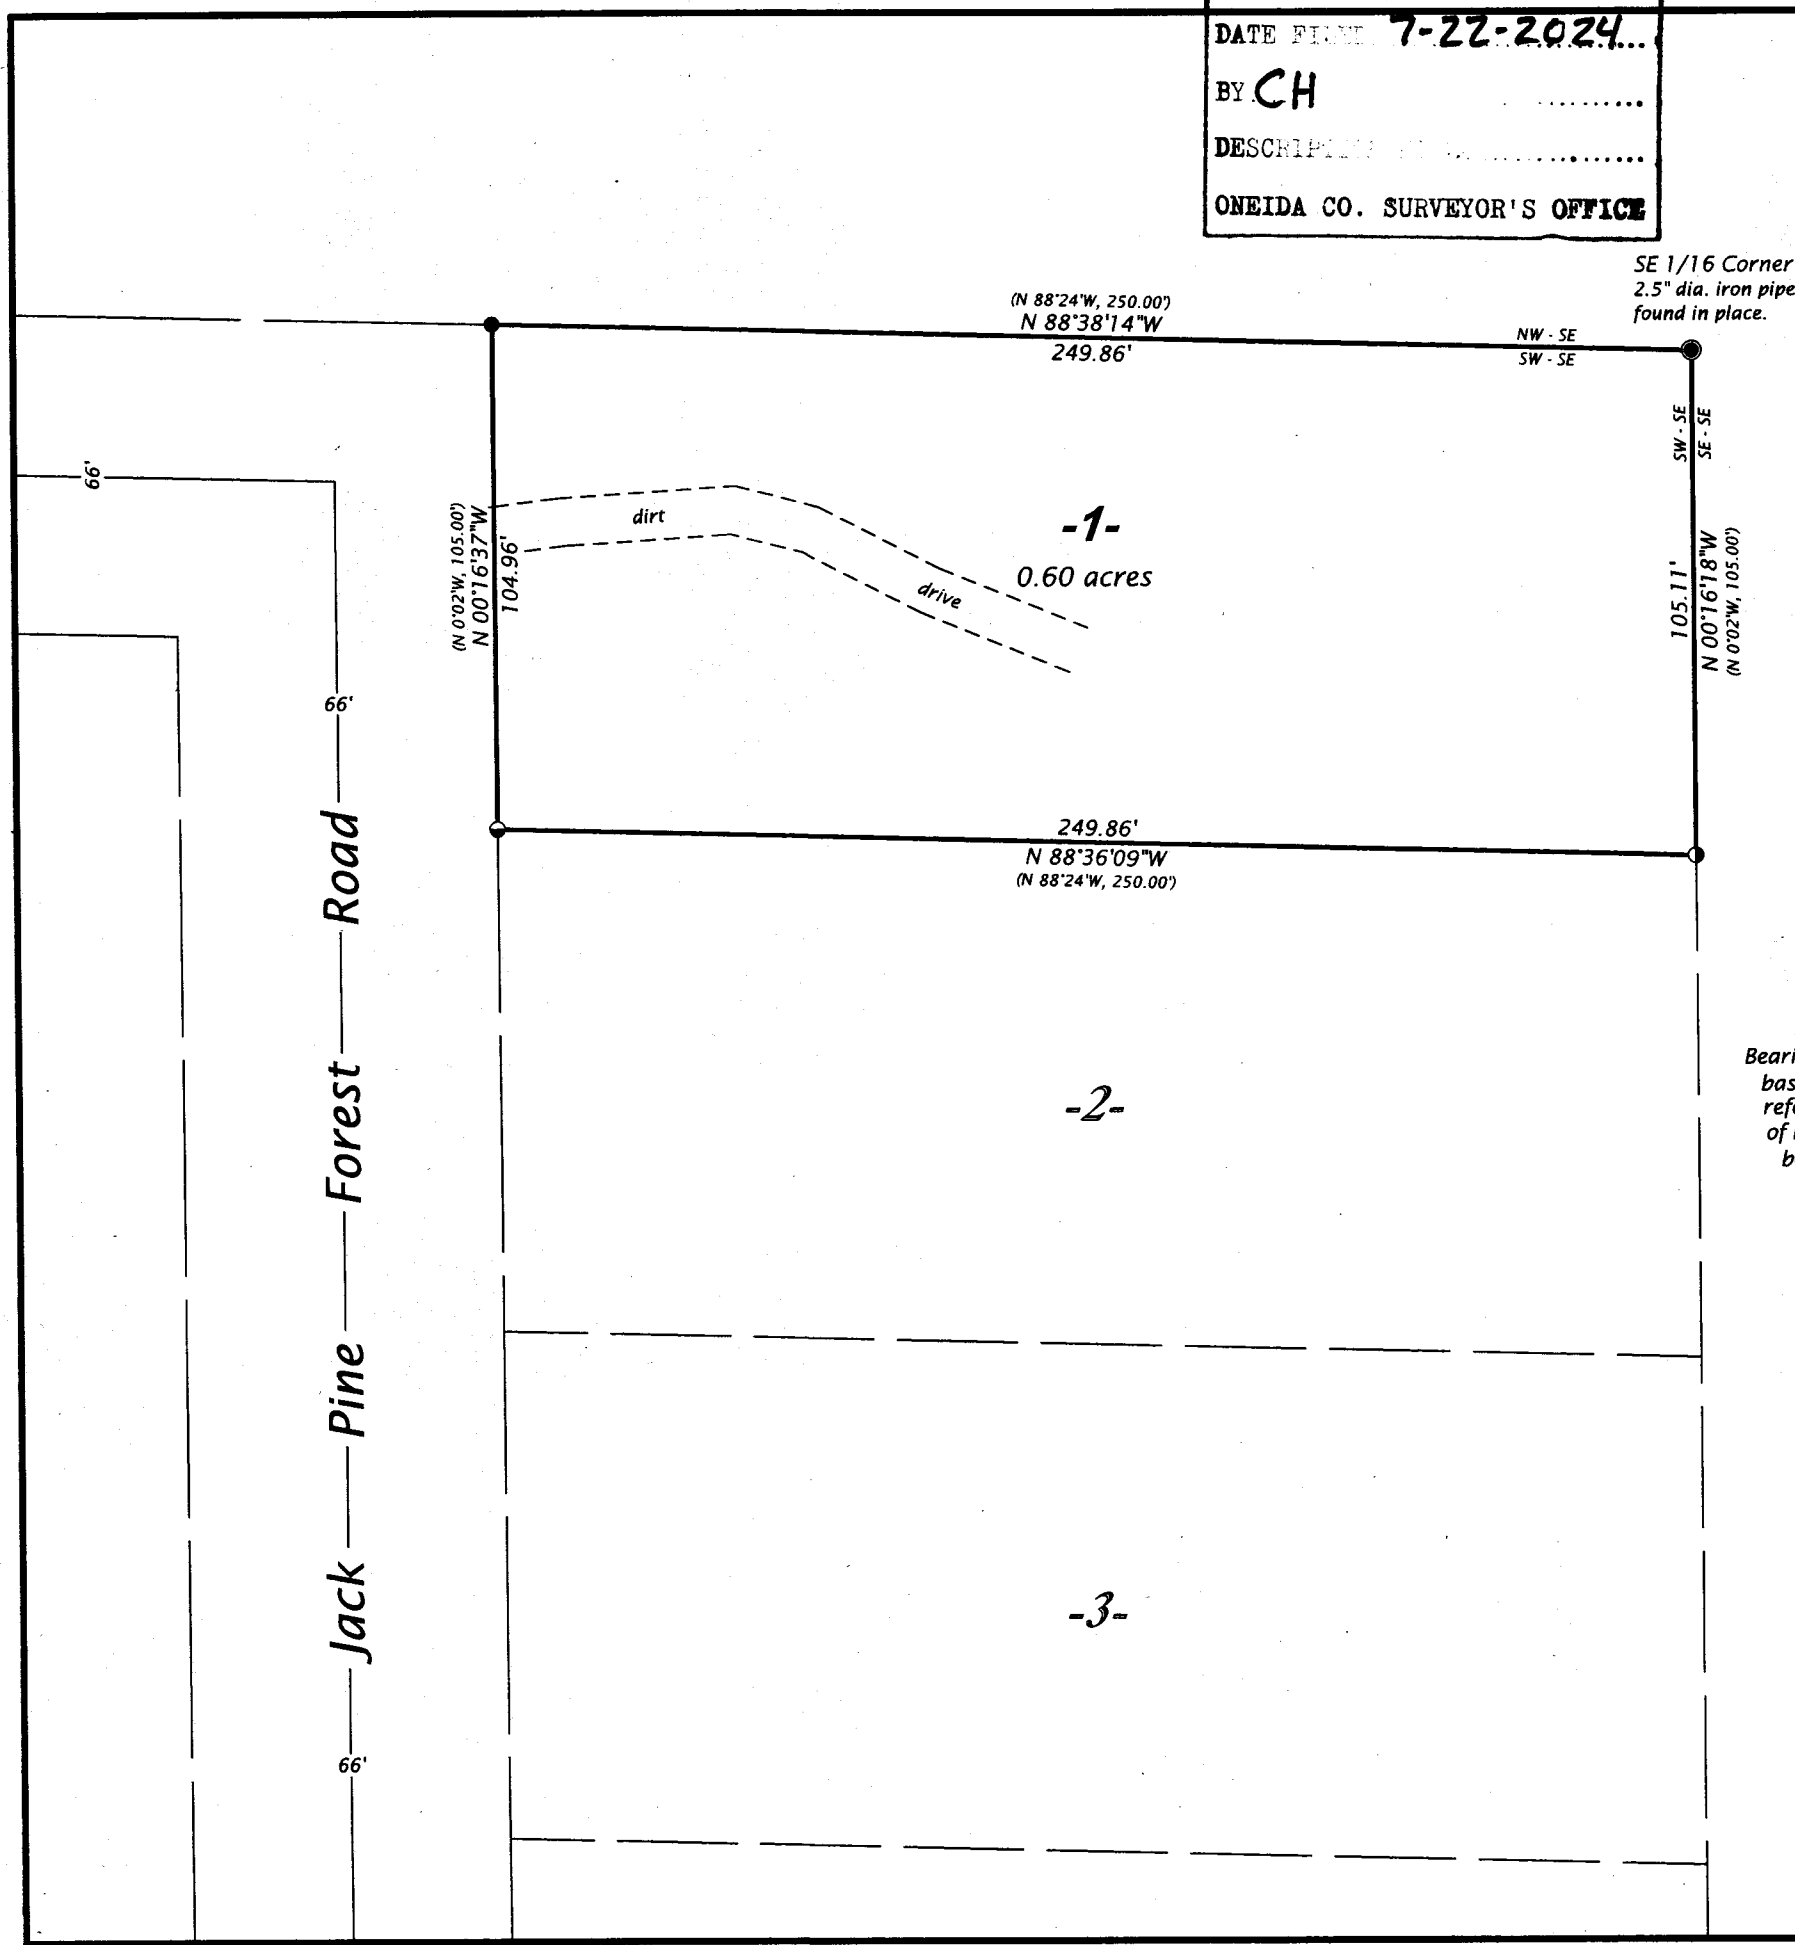 DATE FILED 7-22-2024
BY CH
ONEIDA CO. SURVEYOR'S OFFICE
SE 1/16 Corner
2.5" dia. iron pipe
found in place.
(N 88°24'W, 250.00')
N 88°38'14"W
249.86'
NW - SE
SW - SE
SW - SE
SE - SE
66'
(N 0°02'W, 105.00')
N 00°16'37"W
104.96'
dirt
drive
-1-
0.60 acres
105.11'
N 00°16'18"W
(N 0°02'W, 105.00')
66'
249.86'
N 88°36'09"W
(N 88°24'W, 250.00')
Jack Pine Forest Road
-2-
of
-3-
66'